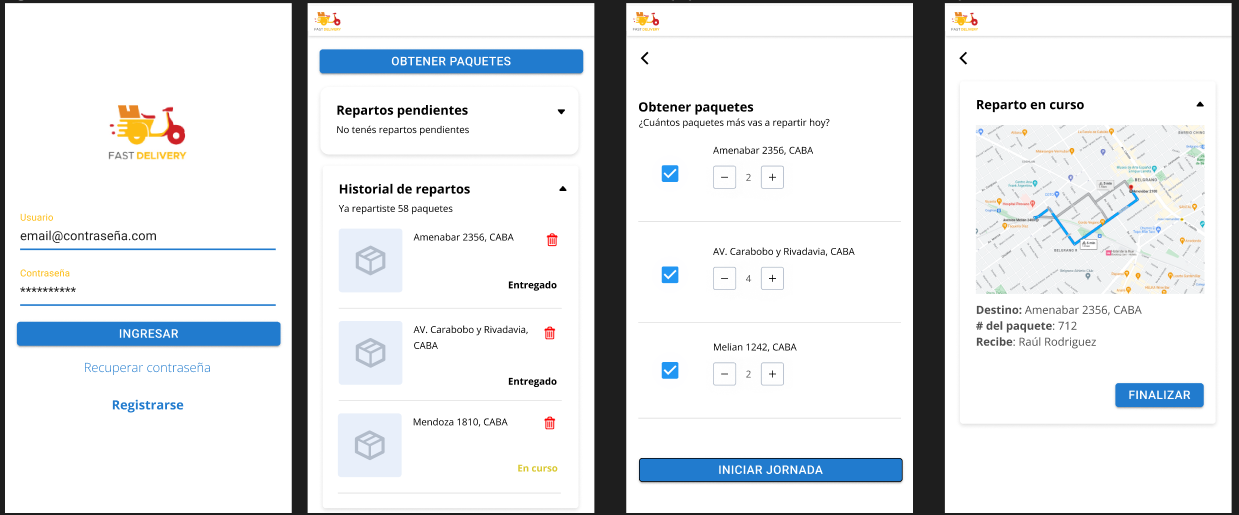 FAST DELIVERY
Usuario
email@contraseña.com
Contraseña
**********
INGRESAR
Recuperar contraseña
Registrarse
FAST DELIVERY
OBTENER PAQUETES
Repartos pendientes
No tenés repartos pendientes
Historial de repartos
Ya repartiste 58 paquetes
Amenabar 2356, CABA
Entregado
AV. Carabobo y Rivadavia,
CABA
Entregado
Mendoza 1810, CABA
En curso
FAST DELIVERY
Obtener paquetes
¿Cuántos paquetes más vas a repartir hoy?
Amenabar 2356, CABA
− 2 +
AV. Carabobo y Rivadavia, CABA
− 4 +
Melian 1242, CABA
− 2 +
INICIAR JORNADA
FAST DELIVERY
Reparto en curso
BELGRANO
BELGRANO R
Destino: Amenabar 2356, CABA
# del paquete: 712
Recibe: Raúl Rodriguez
FINALIZAR